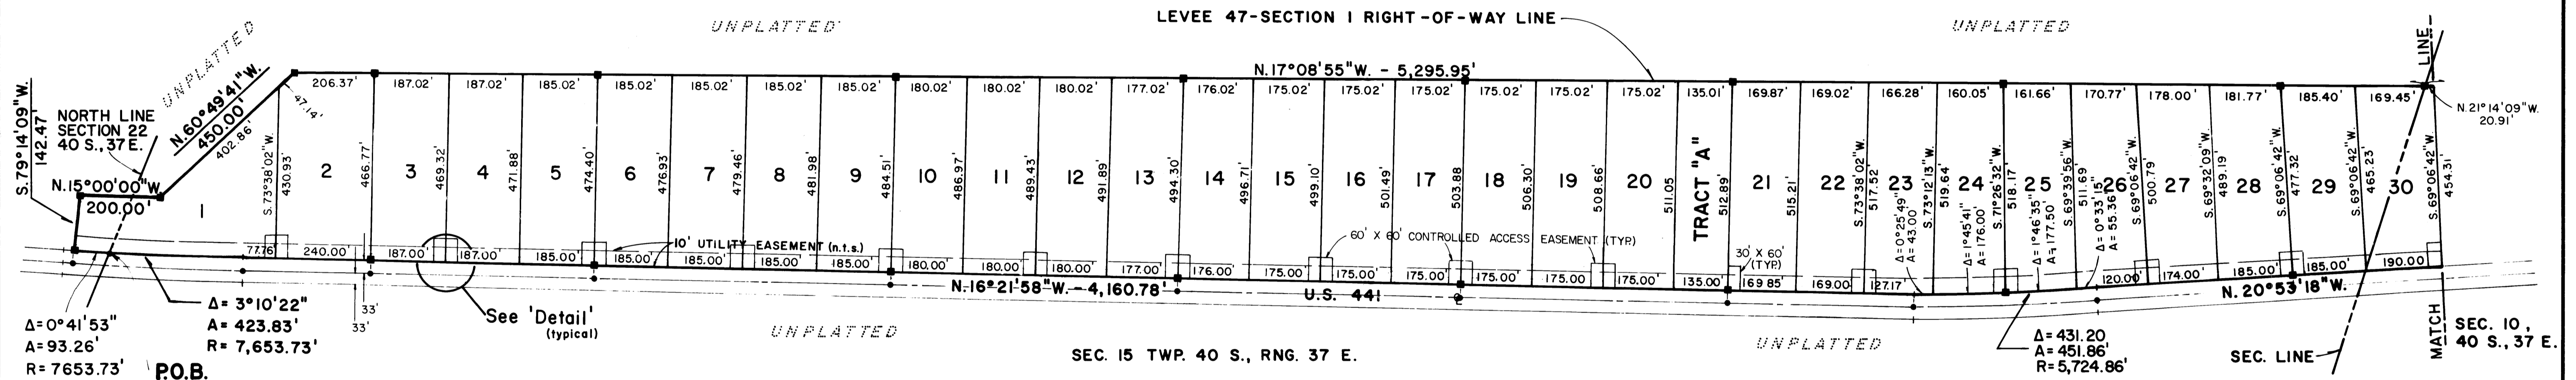 UNPLATTED
LEVEE 47-SECTION 1 RIGHT-OF-WAY LINE
UNPLATTED
LINE
UNPLATTED
N.17°08'55"W. - 5,295.95'
206.37' 187.02' 187.02' 185.02' 185.02' 185.02' 185.02' 185.02' 180.02' 180.02' 180.02' 177.02' 176.02' 175.02' 175.02' 175.02' 175.02' 175.02' 175.02' 135.01' 169.87' 169.02' 166.28' 160.05' 161.66' 170.77' 178.00' 181.77' 185.40' 169.45'
N.21°14'09"W.
20.91'
S.79°14'09"W.
142.47'
NORTH LINE
SECTION 22
40 S., 37 E.
N.60°49'41"W.
450.00'
402.86'
47.14'
N.15°00'00"W.
200.00'
1
S.73°38'02"W.
430.93'
2
466.77'
3
469.32'
4
471.88'
5
474.40'
6
476.93'
7
479.46'
8
481.98'
9
484.51'
10
486.97'
11
489.43'
12
491.89'
13
494.30'
14
496.71'
15
499.10'
16
501.49'
17
503.88
18
506.30'
19
508.66'
20
511.05
TRACT "A"
512.89'
21
515.21'
22
S.73°38'02"W.
517.52'
23
Δ=0°25'49"
A=43.00'
S.73°12'13"W.
519.64'
24
Δ=1°45'41"
A=176.00'
S.71°26'32"W.
518.17'
25
Δ=1°46'35"
A=177.50'
S.69°39'56"W.
511.69'
Δ=0°33'15"
A=55.36'
26
S.69°06'42"W.
500.79'
27
S.69°32'09"W.
489.19'
28
S.69°06'42"W.
477.32'
29
S.69°06'42"W.
465.23'
30
S.69°06'42"W.
454.31'
10' UTILITY EASEMENT (n.t.s.)
60' X 60' CONTROLLED ACCESS EASEMENT (TYP.)
30' X 60'
(TYP.)
77.76' 240.00' 187.00' 187.00' 185.00' 185.00' 185.00' 185.00' 185.00' 180.00' 180.00' 180.00' 177.00' 176.00' 175.00' 175.00' 175.00' 175.00' 175.00' 175.00' 135.00' 169.85' 169.00' 127.17' 120.00' 174.00' 185.00' 185.00' 190.00'
N.16°21'58"W.-4,160.78'
U.S. 441
N. 20°53'18"W.
33'
33'
See 'Detail'
(typical)
Δ=0°41'53"
A=93.26'
R=7653.73'
Δ= 3°10'22"
A= 423.83'
R= 7,653.73'
P.O.B.
UNPLATTED
SEC. 15 TWP. 40 S., RNG. 37 E.
UNPLATTED
Δ=431.20
A=451.86'
R=5,724.86'
SEC. LINE
MATCH
SEC. 10,
40 S., 37 E.